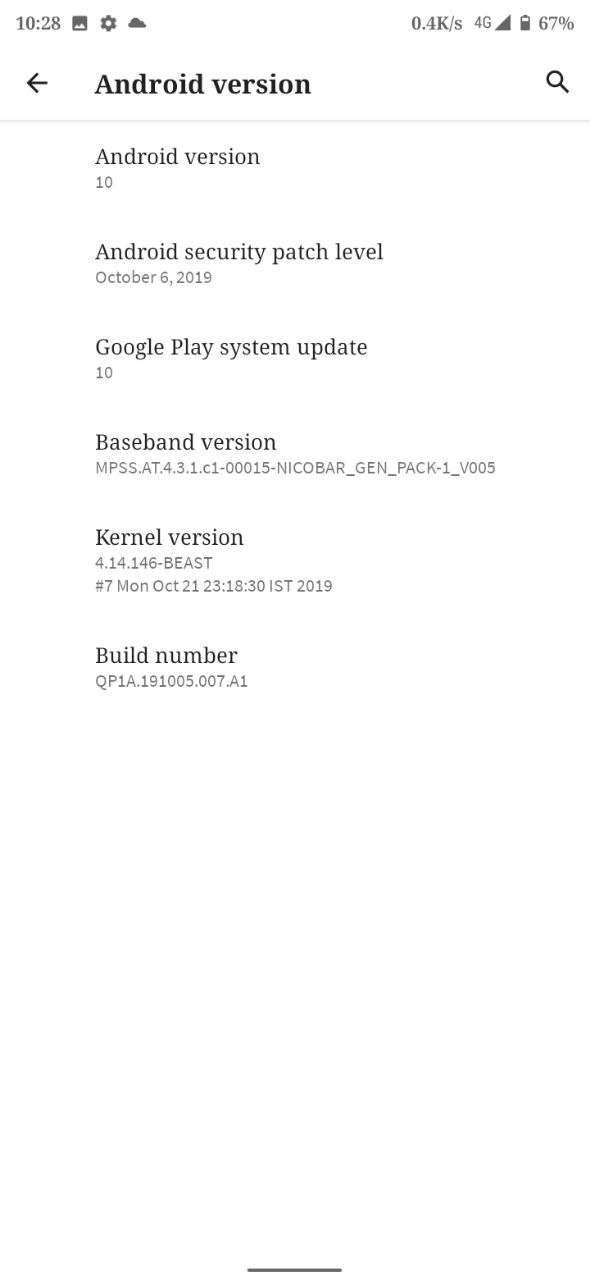 10:28 0.4K/s 4G 67%
Android version
Android version
10
Android security patch level
October 6, 2019
Google Play system update
10
Baseband version
MPSS.AT.4.3.1.c1-00015-NICOBAR_GEN_PACK-1_V005
Kernel version
4.14.146-BEAST
#7 Mon Oct 21 23:18:30 IST 2019
Build number
QP1A.191005.007.A1